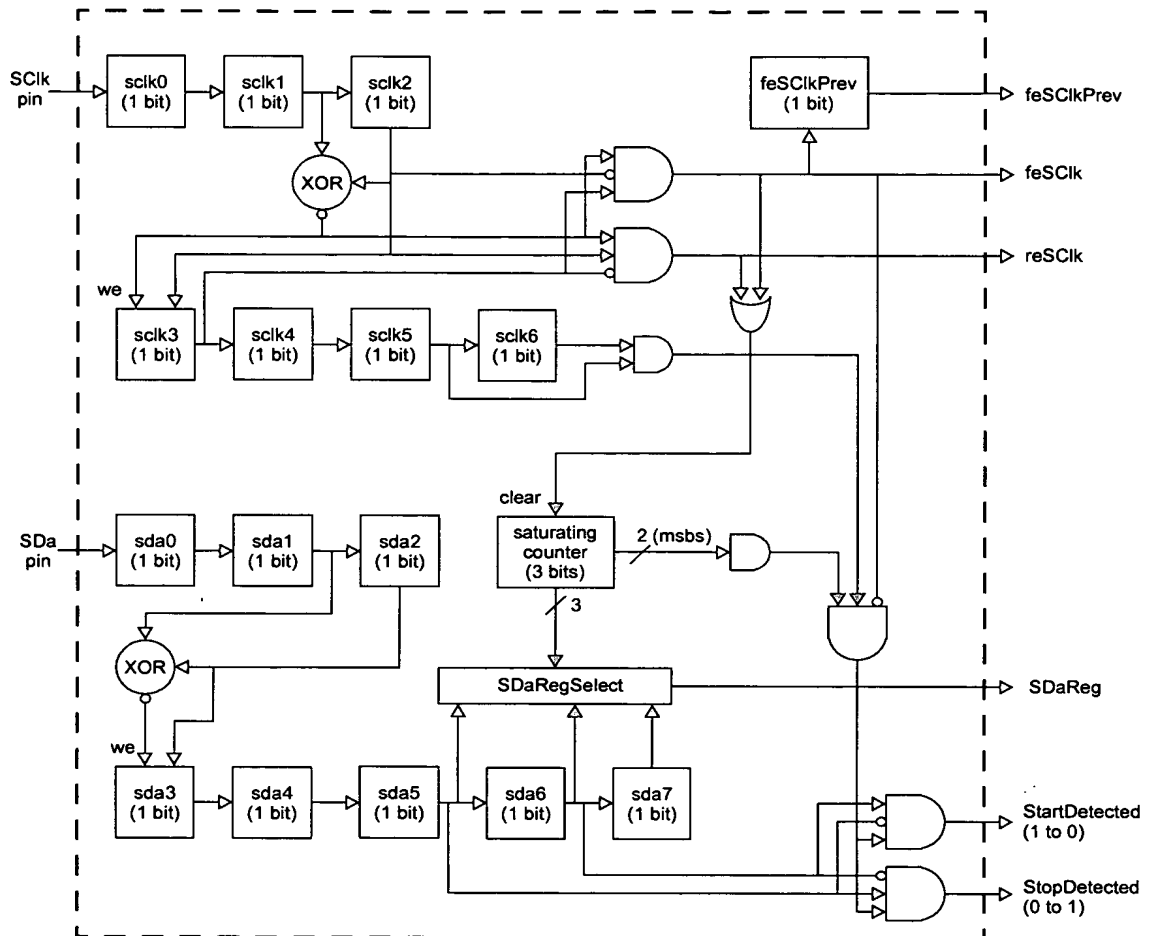 SClk
pin
sclk0
(1 bit)
sclk1
(1 bit)
sclk2
(1 bit)
feSClkPrev
(1 bit)
feSClkPrev
XOR
feSClk
reSClk
we
sclk3
(1 bit)
sclk4
(1 bit)
sclk5
(1 bit)
sclk6
(1 bit)
clear
SDa
pin
sda0
(1 bit)
sda1
(1 bit)
sda2
(1 bit)
saturating
counter
(3 bits)
2 (msbs)
3
XOR
SDaRegSelect
SDaReg
we
sda3
(1 bit)
sda4
(1 bit)
sda5
(1 bit)
sda6
(1 bit)
sda7
(1 bit)
StartDetected
(1 to 0)
StopDetected
(0 to 1)